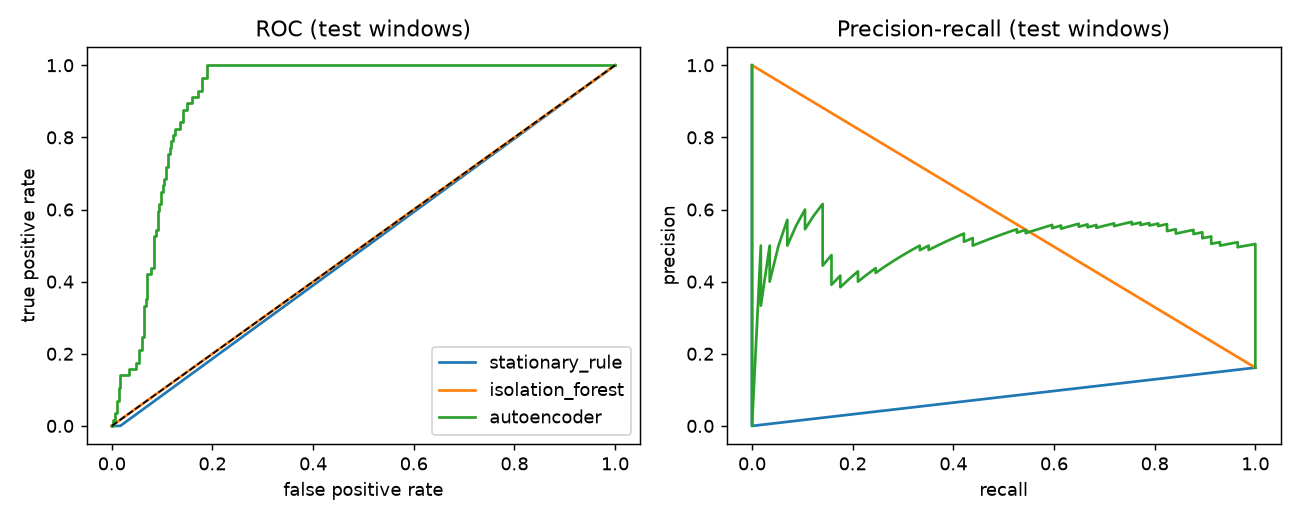 ROC (test windows)
1.0
0.8
0.6
0.4
0.2
0.0
true positive rate
0.0 0.2 0.4 0.6 0.8 1.0
false positive rate
stationary_rule
isolation_forest
autoencoder
Precision-recall (test windows)
1.0
0.8
0.6
0.4
0.2
0.0
precision
0.0 0.2 0.4 0.6 0.8 1.0
recall